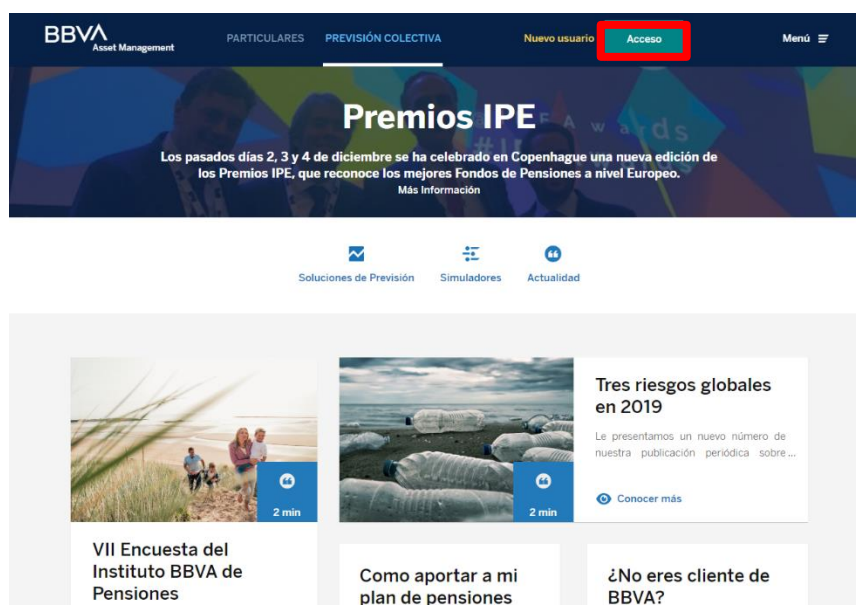 BBVA
Asset Management
PARTICULARES
PREVISIÓN COLECTIVA
Nuevo usuario
Acceso
Menú
Premios IPE
Los pasados días 2, 3 y 4 de diciembre se ha celebrado en Copenhague una nueva edición de
los Premios IPE, que reconoce los mejores Fondos de Pensiones a nivel Europeo.
Más Información
Soluciones de Previsión
Simuladores
Actualidad
2 min
VII Encuesta del
Instituto BBVA de
Pensiones
2 min
Tres riesgos globales
en 2019
Le presentamos un nuevo número de
nuestra publicación periódica sobre ...
Conocer más
Como aportar a mi
plan de pensiones
¿No eres cliente de
BBVA?